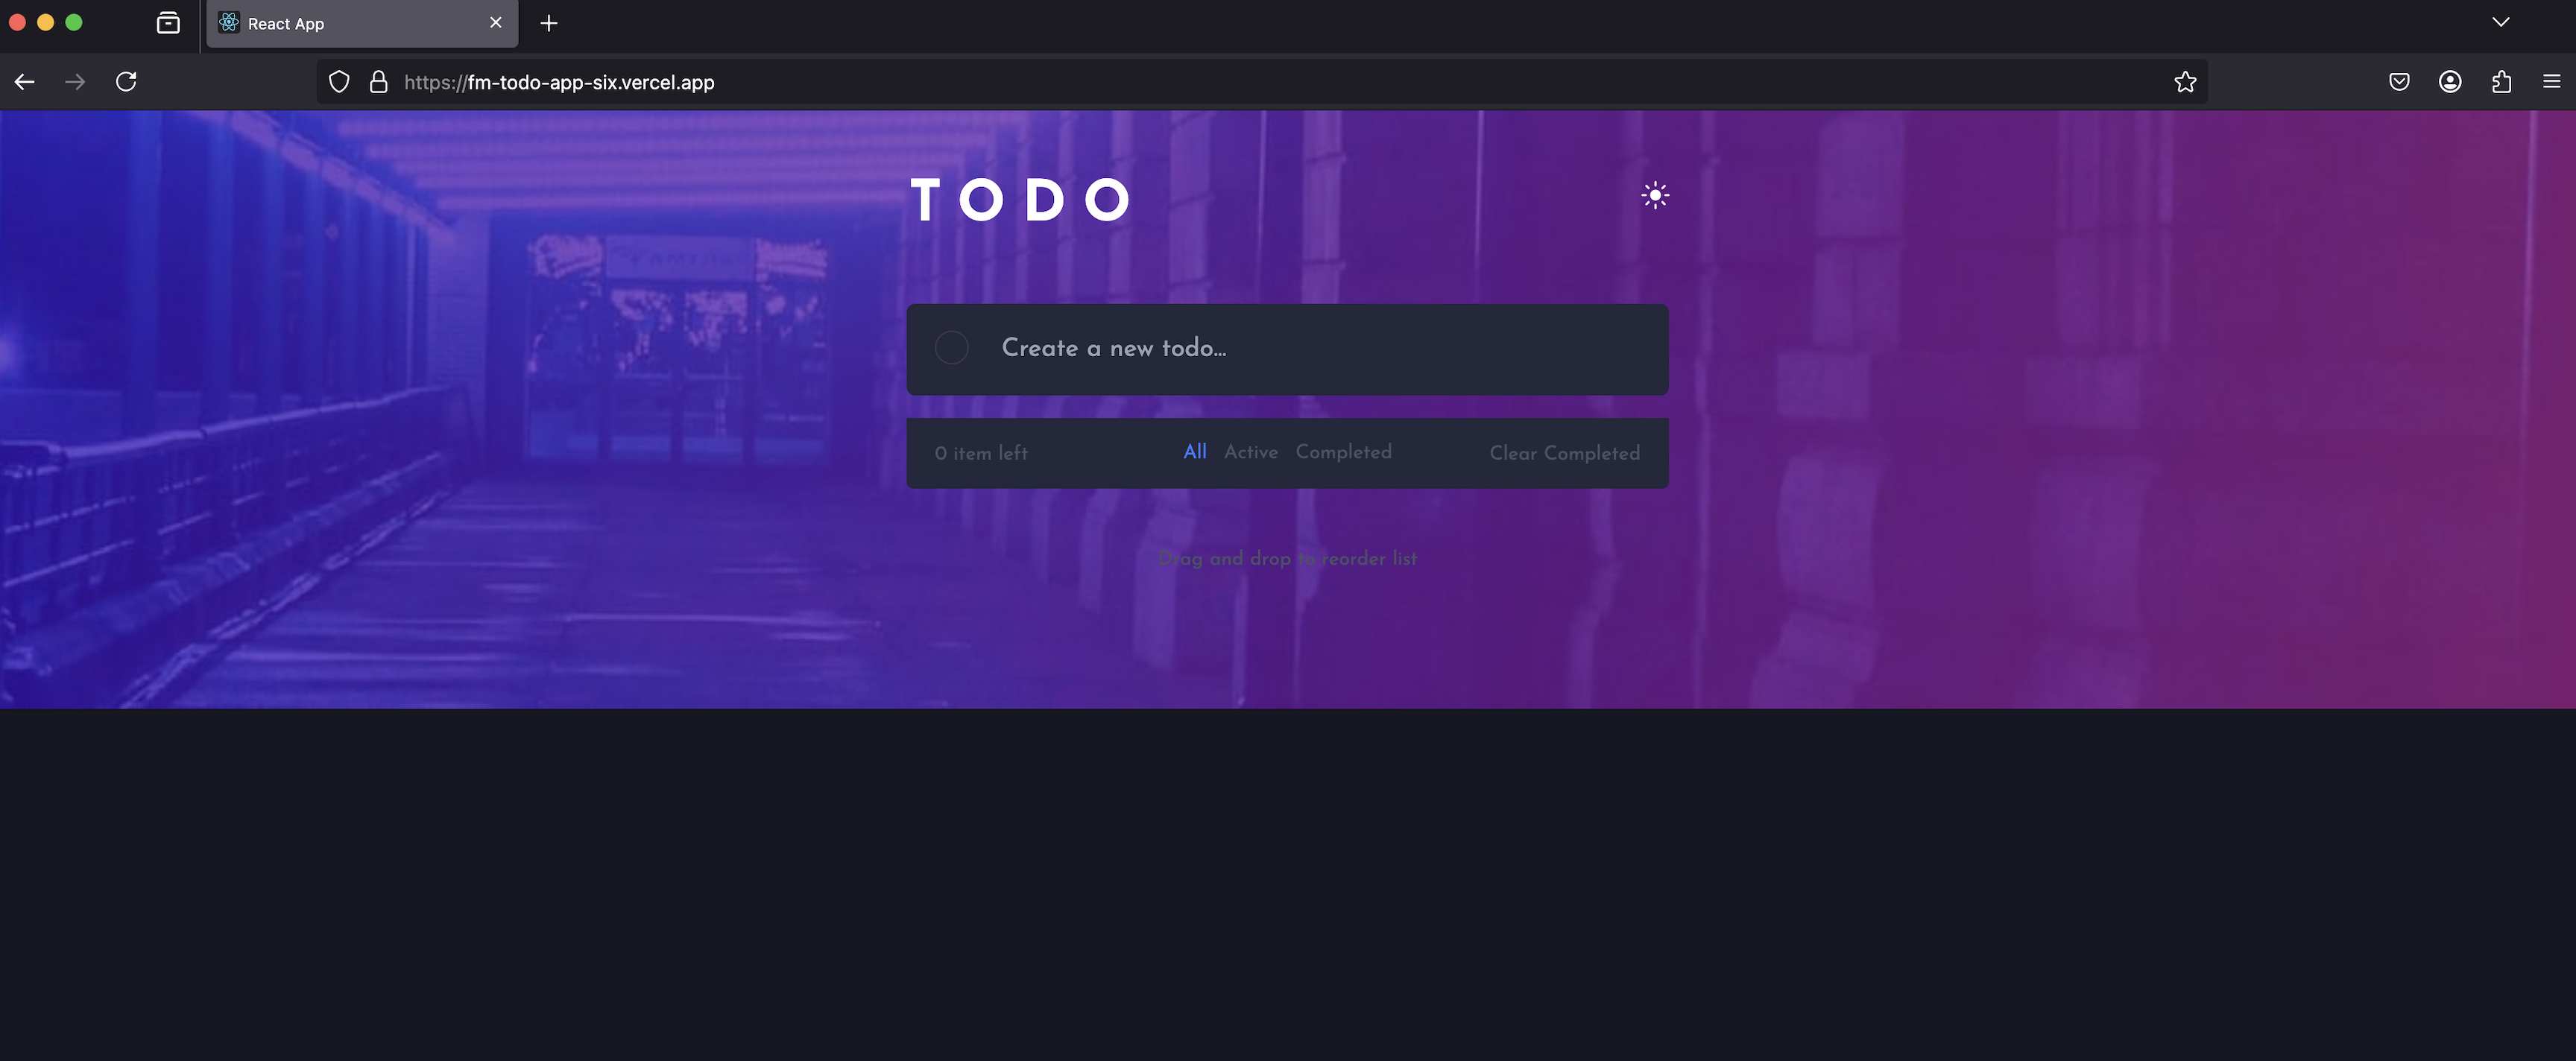 React App
https://fm-todo-app-six.vercel.app
TODO
Create a new todo...
0 item left All Active Completed Clear Completed
Drag and drop to reorder list